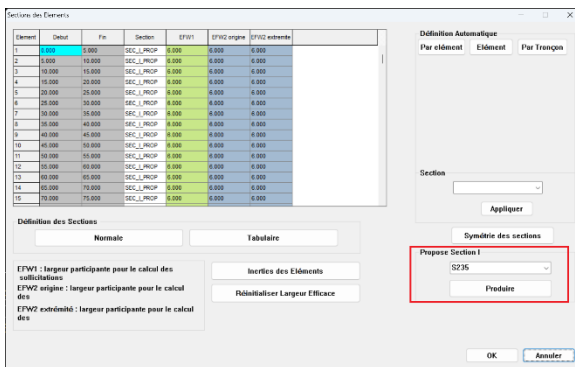 Sections des Elements
Element Debut Fin Section EFW1 EFW2 origine EFW2 extremite
1 0.000 5.000 SEC_I_PROP 6.000 6.000 6.000
2 5.000 10.000 SEC_I_PROP 6.000 6.000 6.000
3 10.000 15.000 SEC_I_PROP 6.000 6.000 6.000
4 15.000 20.000 SEC_I_PROP 6.000 6.000 6.000
5 20.000 25.000 SEC_I_PROP 6.000 6.000 6.000
6 25.000 30.000 SEC_I_PROP 6.000 6.000 6.000
7 30.000 35.000 SEC_I_PROP 6.000 6.000 6.000
8 35.000 40.000 SEC_I_PROP 6.000 6.000 6.000
9 40.000 45.000 SEC_I_PROP 6.000 6.000 6.000
10 45.000 50.000 SEC_I_PROP 6.000 6.000 6.000
11 50.000 55.000 SEC_I_PROP 6.000 6.000 6.000
12 55.000 60.000 SEC_I_PROP 6.000 6.000 6.000
13 60.000 65.000 SEC_I_PROP 6.000 6.000 6.000
14 65.000 70.000 SEC_I_PROP 6.000 6.000 6.000
15 70.000 75.000 SEC_I_PROP 6.000 6.000 6.000
Définition des Sections
Normale Tabulaire
EFW1 : largeur participante pour le calcul des
sullicitations
EFW2 origine : largeur participante pour le calcul
des
EFW2 extrémité : largeur participante pour le calcul
des
Inerties des Eléments
Réinitialiser Largeur Efficace
Définition Automatique
Par elément Elément Par Tronçon
Section
Appliquer
Symétrie des sections
Propose Section I
S235
Produire
OK Annuler